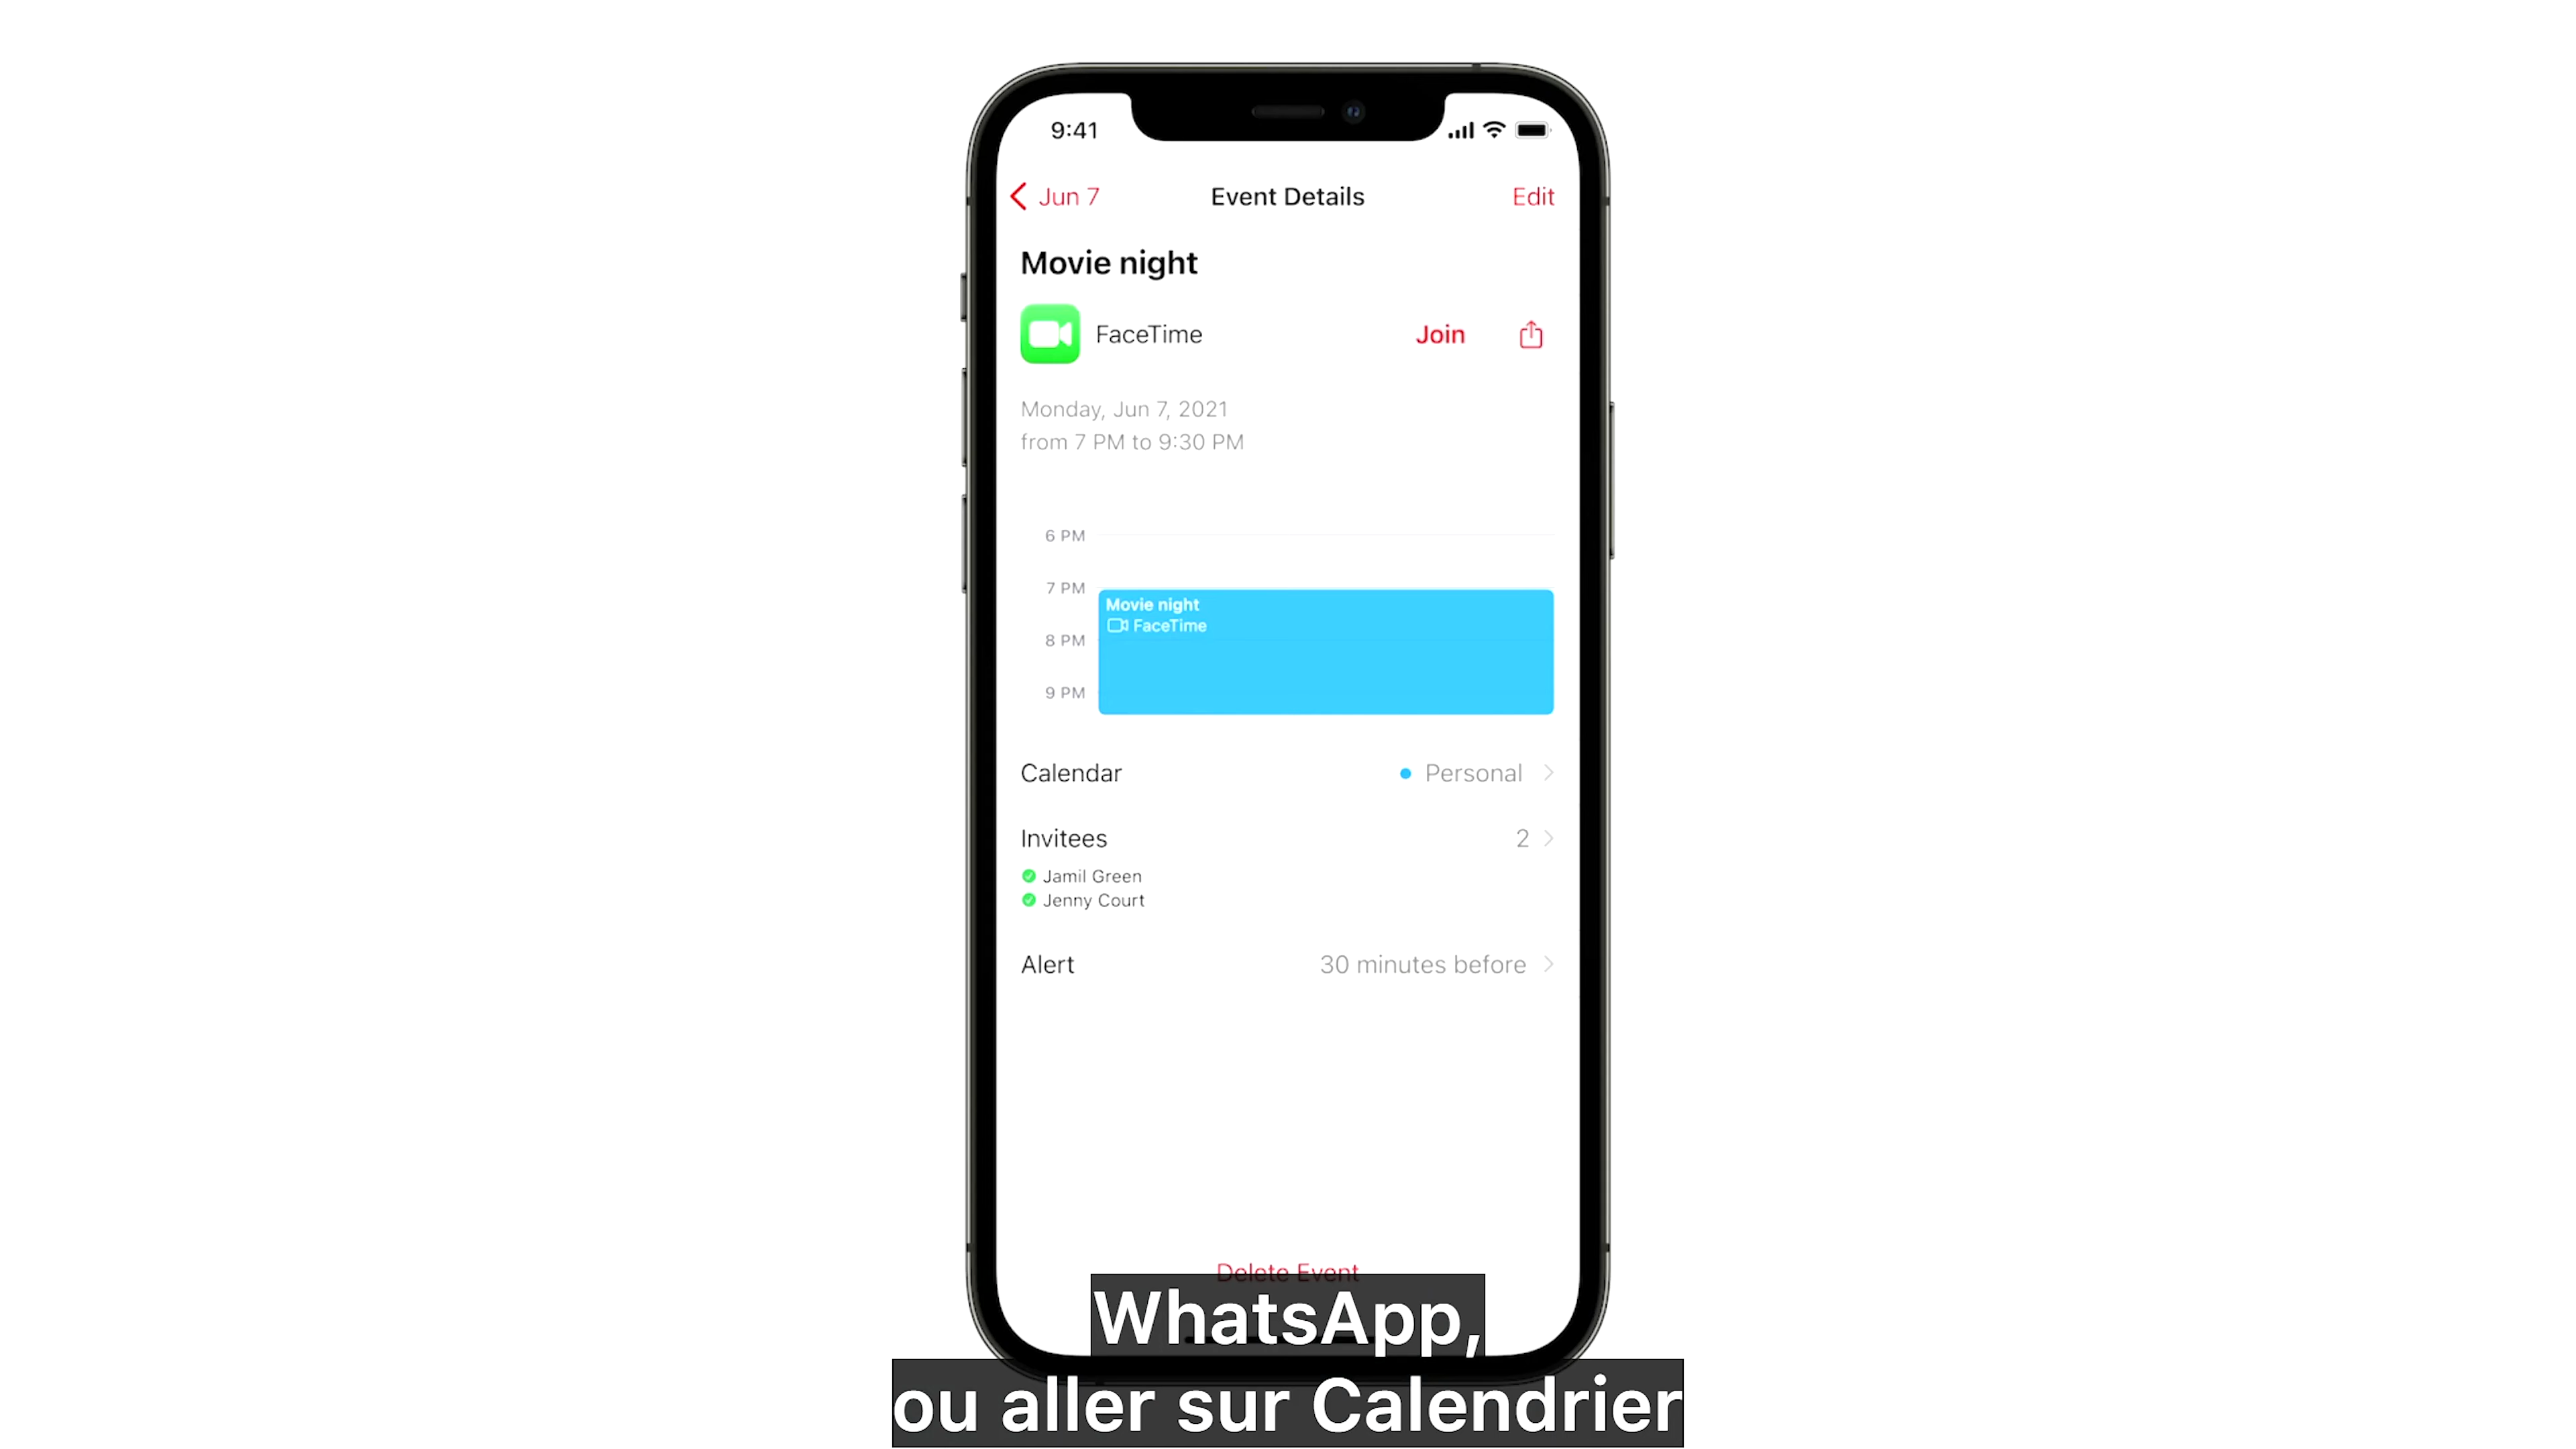 9:41
Jun 7
Event Details
Edit
Movie night
FaceTime
Join
Monday, Jun 7, 2021
from 7 PM to 9:30 PM
6 PM
7 PM
Movie night
FaceTime
8 PM
9 PM
Calendar
Personal
Invitees
2
Jamil Green
Jenny Court
Alert
30 minutes before
Delete Event
WhatsApp,
ou aller sur Calendrier